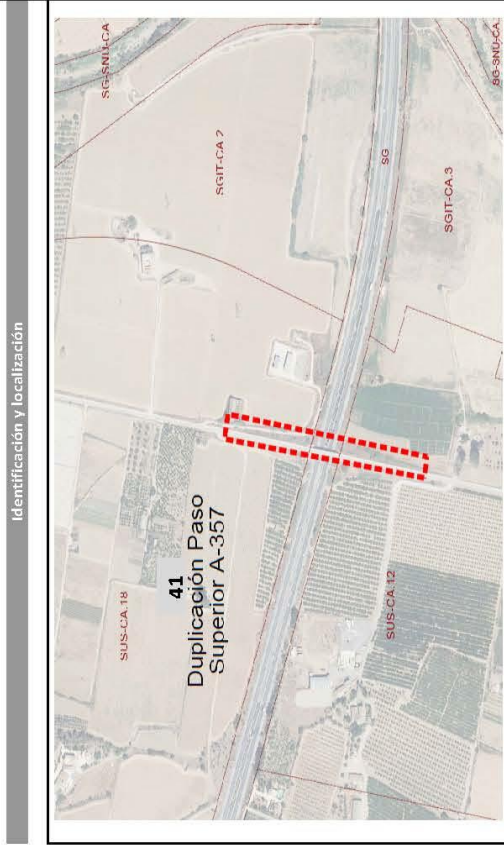 Identificación y localización
SG-SNU-CA
SGIT-CA.2
SG
SGIT-CA.3
SG-SNU-CA
41
Duplicación Paso
Superior A-357
SUS-CA.18
SUS-CA.12